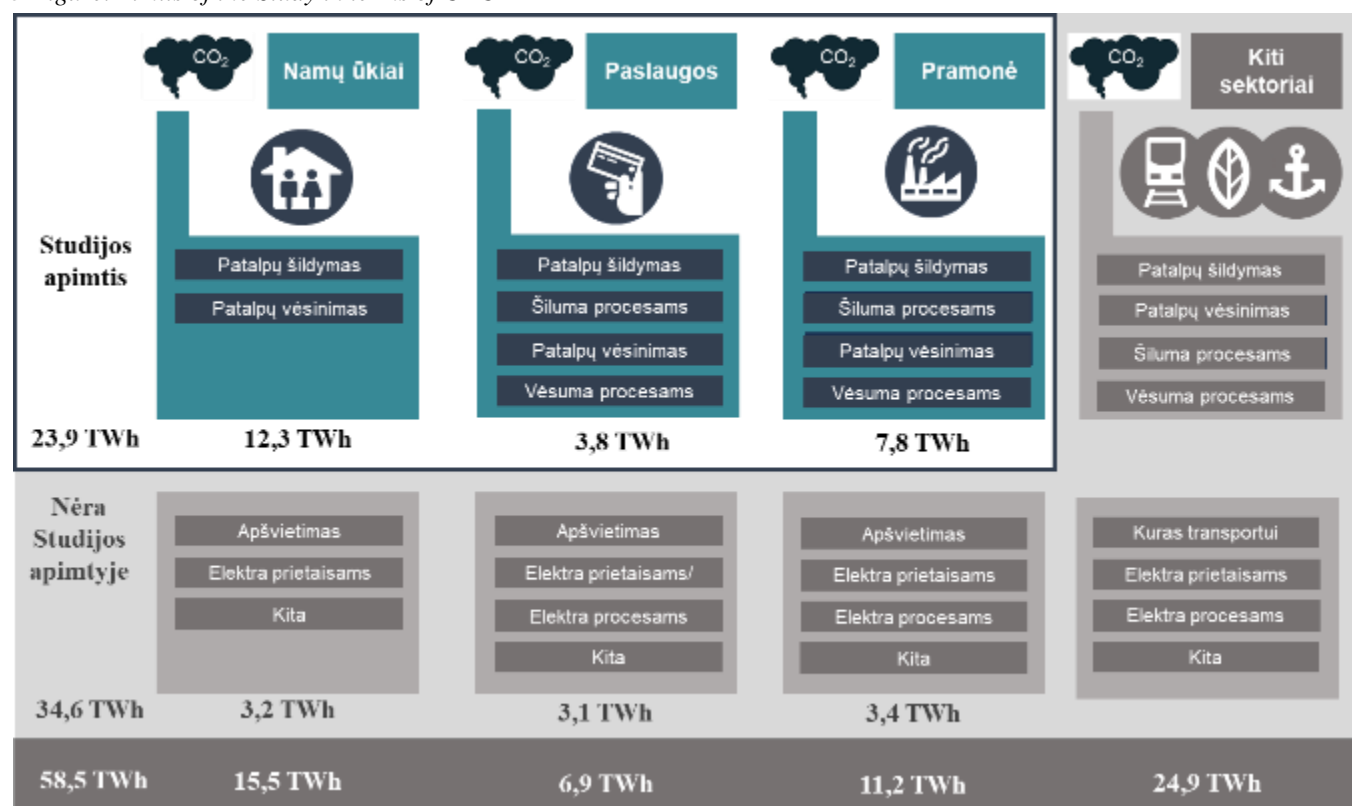 CO2
Namų ūkiai
CO2
Paslaugos
CO2
Pramonė
CO2
Kiti
sektoriai
Studijos
apimtis
Patalpų šildymas
Patalpų vėsinimas
Patalpų šildymas
Šiluma procesams
Patalpų vėsinimas
Vėsuma procesams
Patalpų šildymas
Šiluma procesams
Patalpų vėsinimas
Vėsuma procesams
Patalpų šildymas
Patalpų vėsinimas
Šiluma procesams
Vėsuma procesams
23,9 TWh
12,3 TWh
3,8 TWh
7,8 TWh
Nėra
Studijos
apimtyje
Apšvietimas
Elektra prietaisams
Kita
Apšvietimas
Elektra prietaisams/
Elektra procesams
Kita
Apšvietimas
Elektra prietaisams
Elektra procesams
Kita
Kuras transportui
Elektra prietaisams
Elektra procesams
Kita
34,6 TWh
3,2 TWh
3,1 TWh
3,4 TWh
58,5 TWh
15,5 TWh
6,9 TWh
11,2 TWh
24,9 TWh